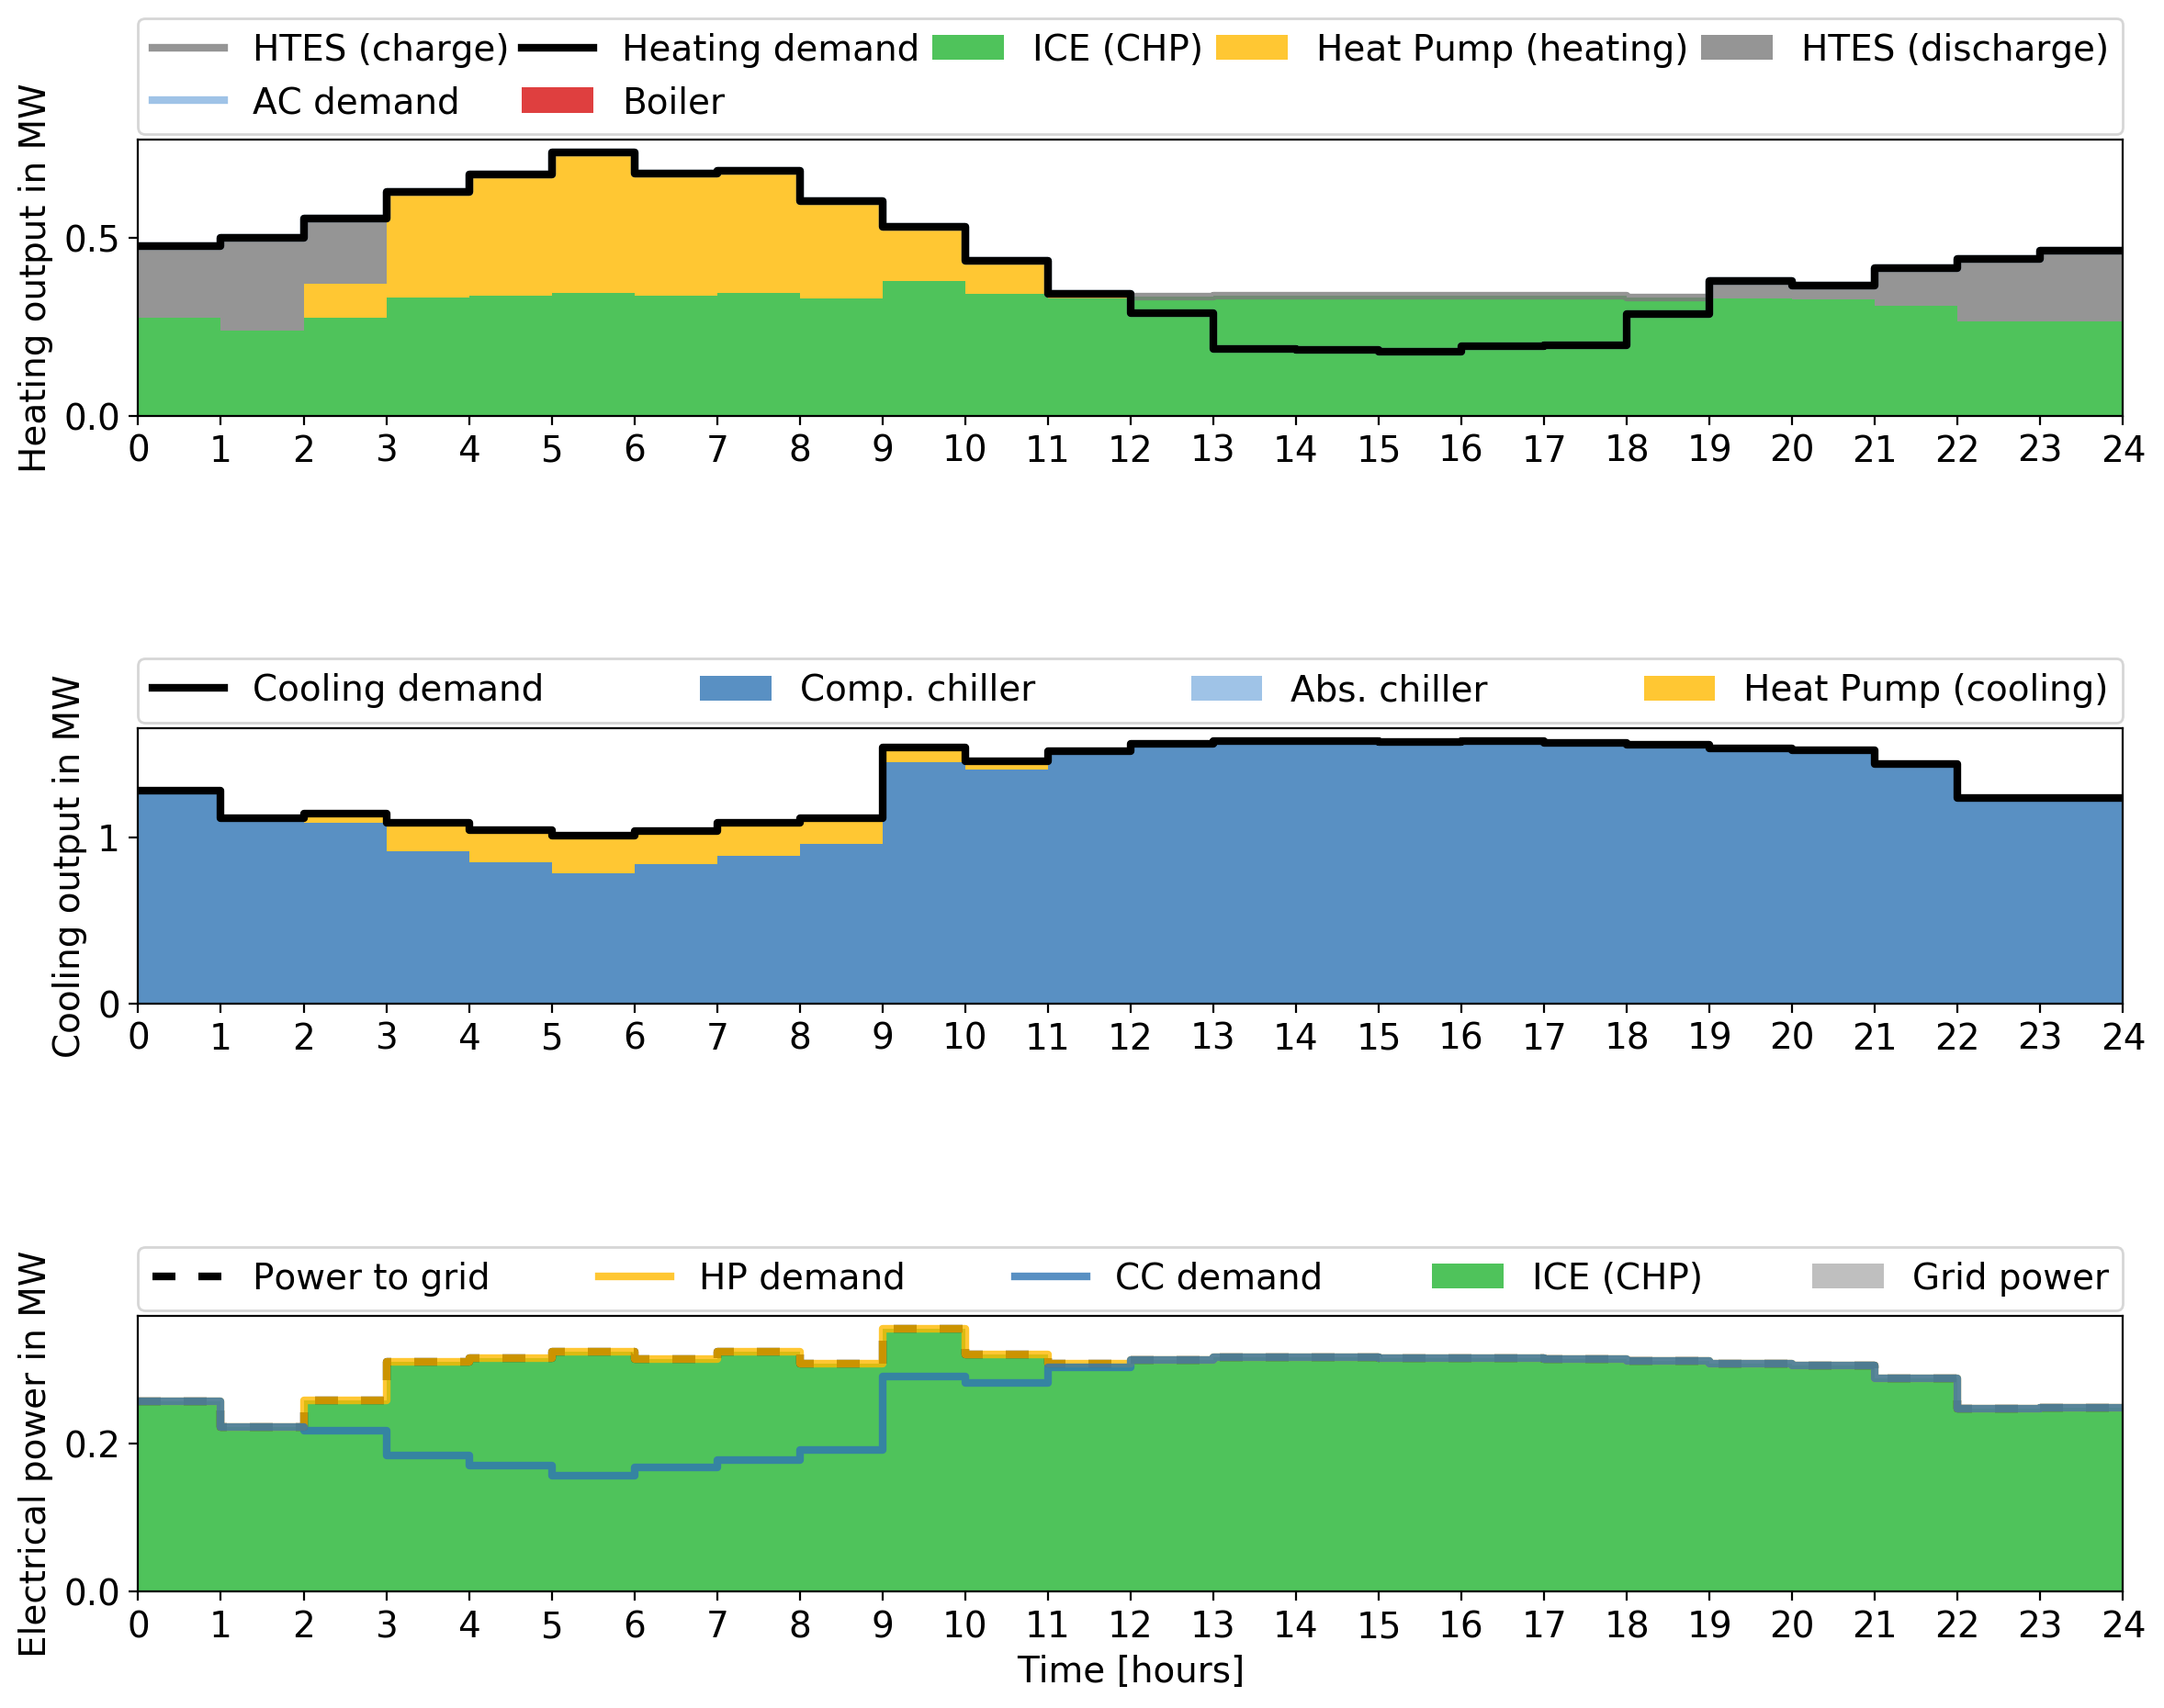 HTES (charge) Heating demand ICE (CHP) Heat Pump (heating) HTES (discharge)
AC demand Boiler
Heating output in MW
0.5
0.0
0 1 2 3 4 5 6 7 8 9 10 11 12 13 14 15 16 17 18 19 20 21 22 23 24
Cooling demand Comp. chiller Abs. chiller Heat Pump (cooling)
Cooling output in MW
1
0
0 1 2 3 4 5 6 7 8 9 10 11 12 13 14 15 16 17 18 19 20 21 22 23 24
Power to grid HP demand CC demand ICE (CHP) Grid power
Electrical power in MW
0.2
0.0
0 1 2 3 4 5 6 7 8 9 10 11 12 13 14 15 16 17 18 19 20 21 22 23 24
Time [hours]